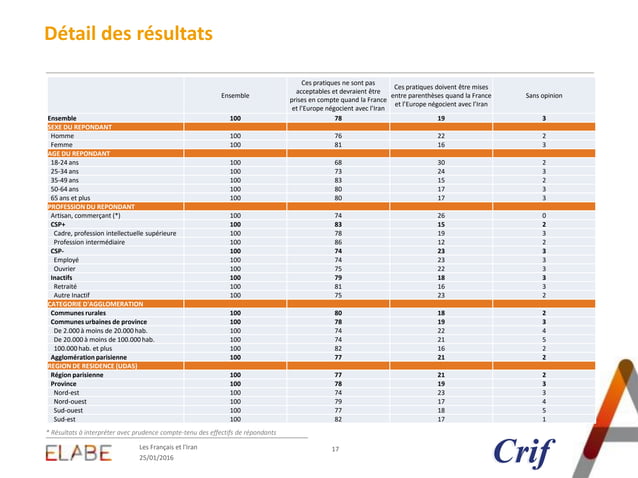 Détail des résultats
Ensemble
Ces pratiques ne sont pas
acceptables et devraient être
prises en compte quand la France
et l'Europe négocient avec l'Iran
Ces pratiques doivent être mises
entre parenthèses quand la France
et l'Europe négocient avec l'Iran
Sans opinion
Ensemble 100 78 19 3
SEXE DU REPONDANT
Homme 100 76 22 2
Femme 100 81 16 3
AGE DU REPONDANT
18-24 ans 100 68 30 2
25-34 ans 100 73 24 3
35-49 ans 100 83 15 2
50-64 ans 100 80 17 3
65 ans et plus 100 80 17 3
PROFESSION DU REPONDANT
Artisan, commerçant (*) 100 74 26 0
CSP+ 100 83 15 2
Cadre, profession intellectuelle supérieure 100 78 19 3
Profession intermédiaire 100 86 12 2
CSP- 100 74 23 3
Employé 100 74 23 3
Ouvrier 100 75 22 3
Inactifs 100 79 18 3
Retraité 100 81 16 3
Autre Inactif 100 75 23 2
CATEGORIE D'AGGLOMERATION
Communes rurales 100 80 18 2
Communes urbaines de province 100 78 19 3
De 2.000 à moins de 20.000 hab. 100 74 22 4
De 20.000 à moins de 100.000 hab. 100 74 21 5
100.000 hab. et plus 100 82 16 2
Agglomération parisienne 100 77 21 2
REGION DE RESIDENCE (UDA5)
Région parisienne 100 77 21 2
Province 100 78 19 3
Nord-est 100 74 23 3
Nord-ouest 100 79 17 4
Sud-ouest 100 77 18 5
Sud-est 100 82 17 1
* Résultats à interpréter avec prudence compte-tenu des effectifs de répondants
ELABE
Les Français et l'Iran
25/01/2016
17
Crif